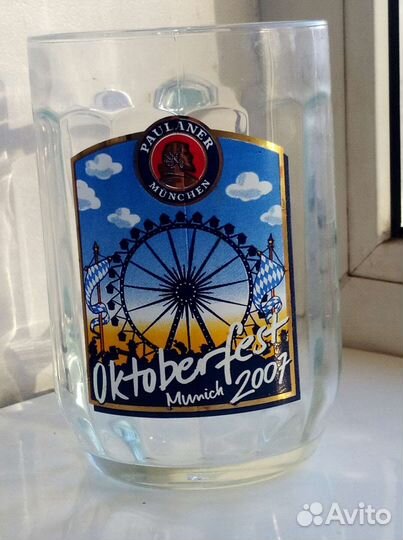 PAULANER
MÜNCHEN
Oktoberfest
Munich 2007
Avito